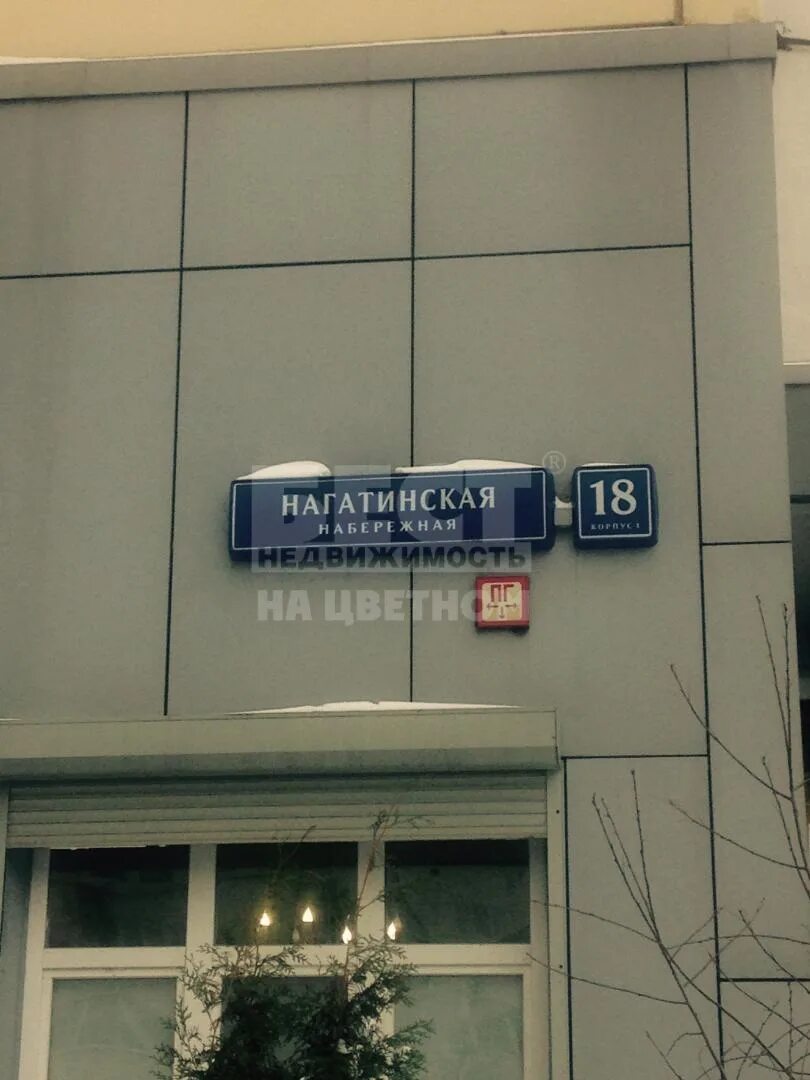 НАГАТИНСКАЯ
НАБЕРЕЖНАЯ
18
КОРПУС 1
ПГ
БЕСТ®
НЕДВИЖИМОСТЬ
НА ЦВЕТНОМ